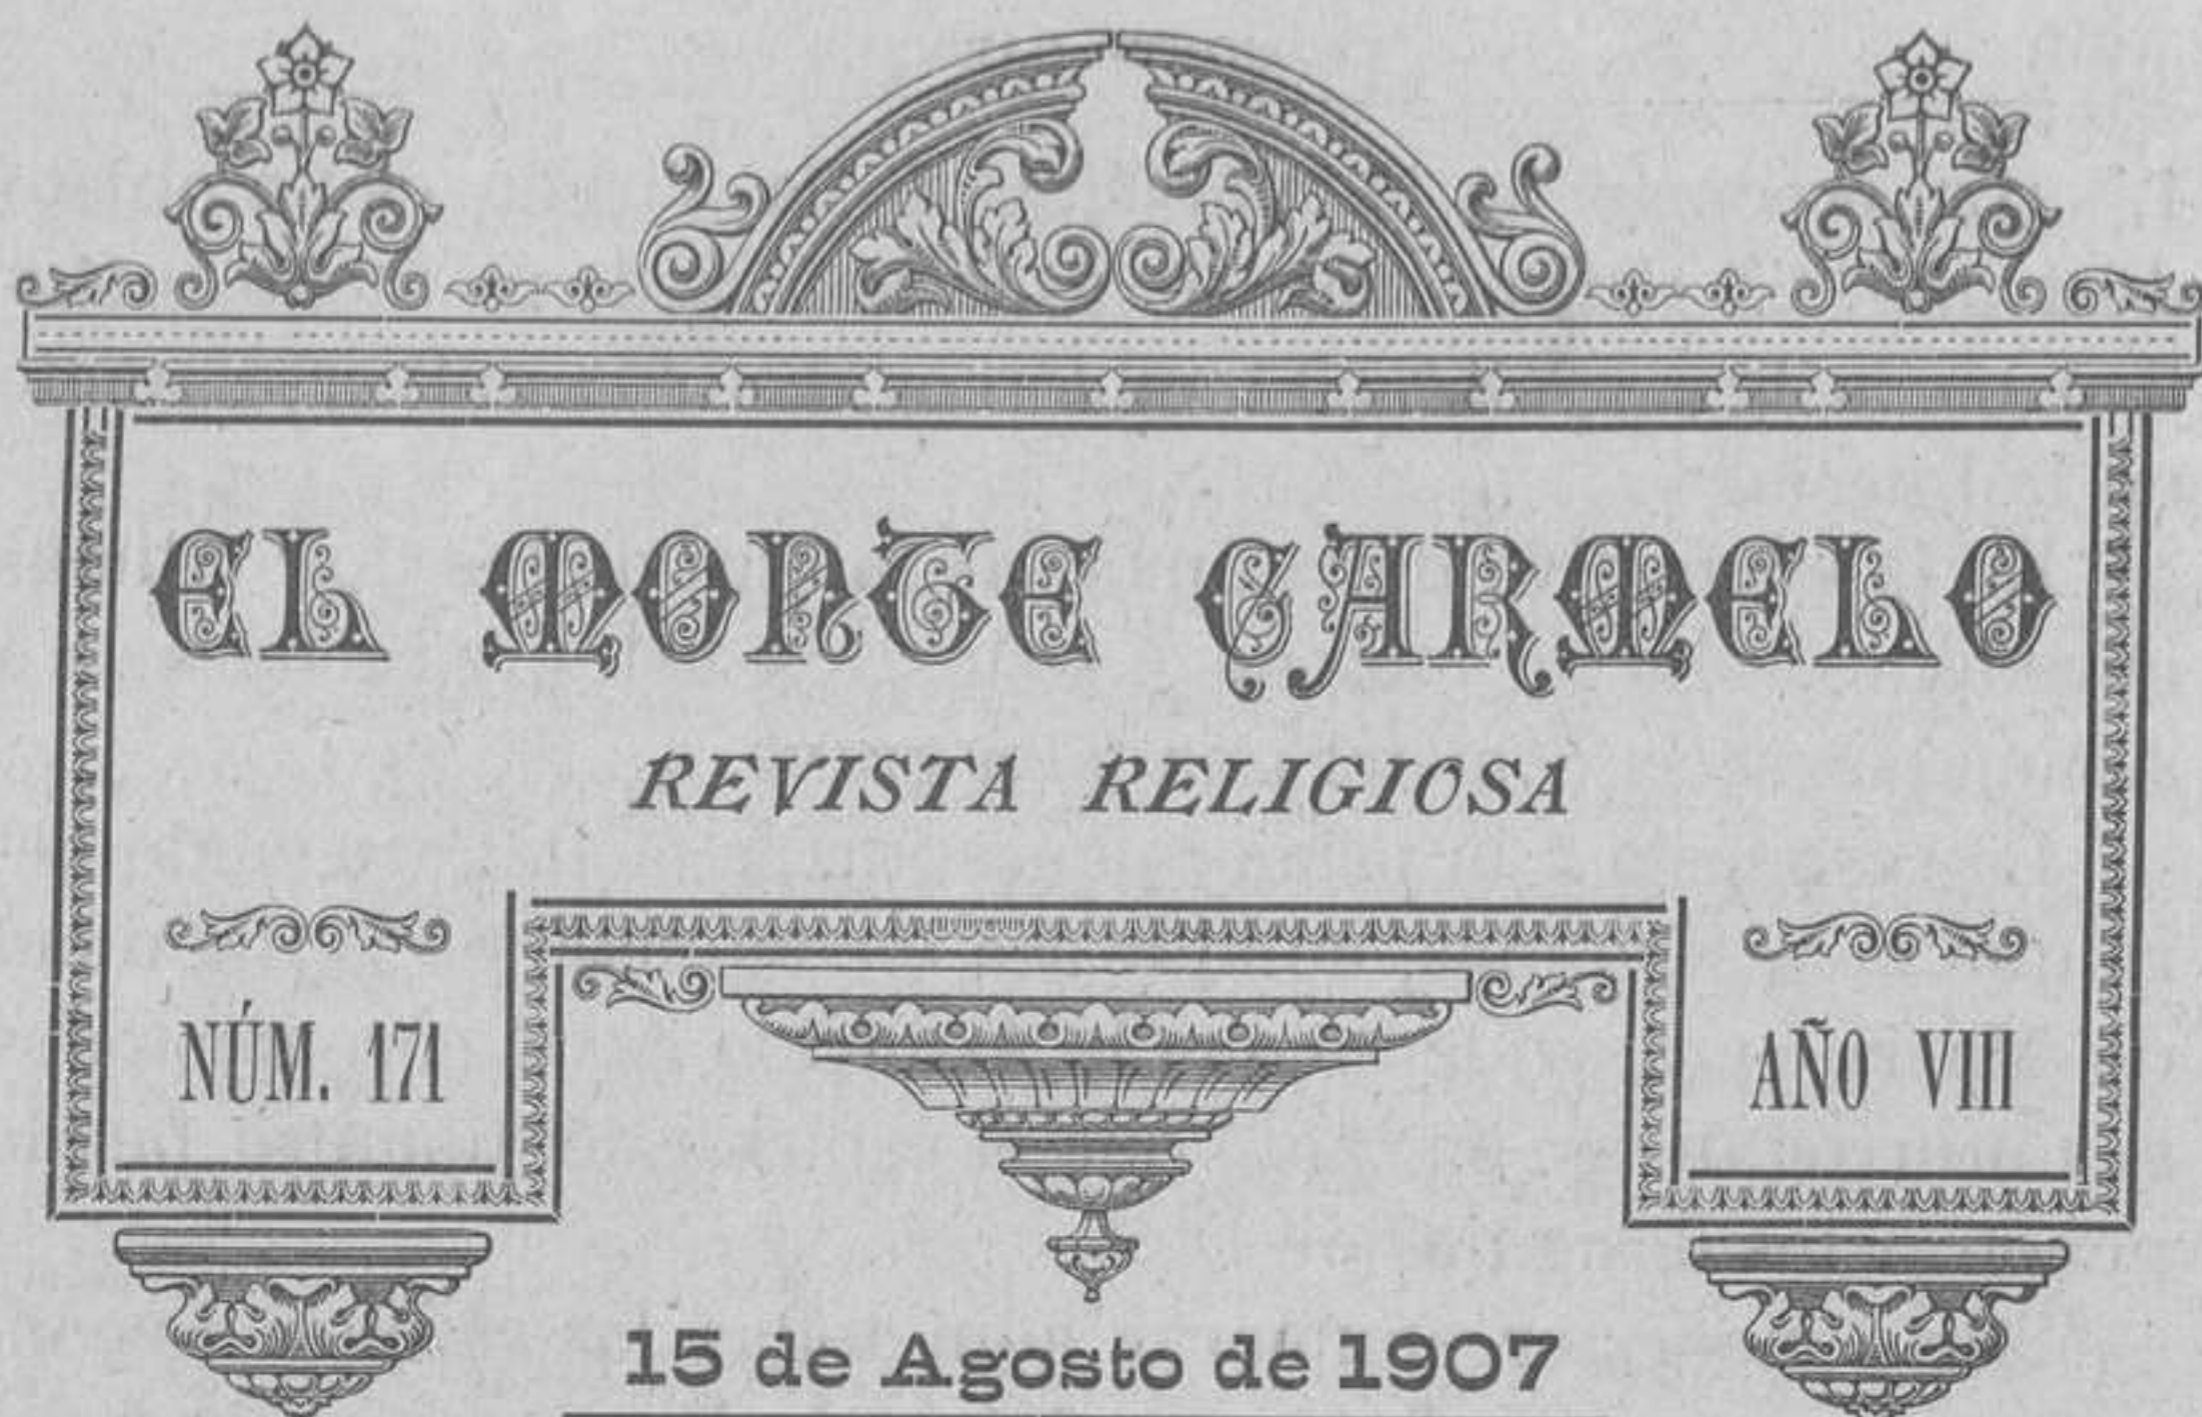 EL MONTE CARMELO
REVISTA RELIGIOSA
NÚM. 171
AÑO VIII
15 de Agosto de 1907